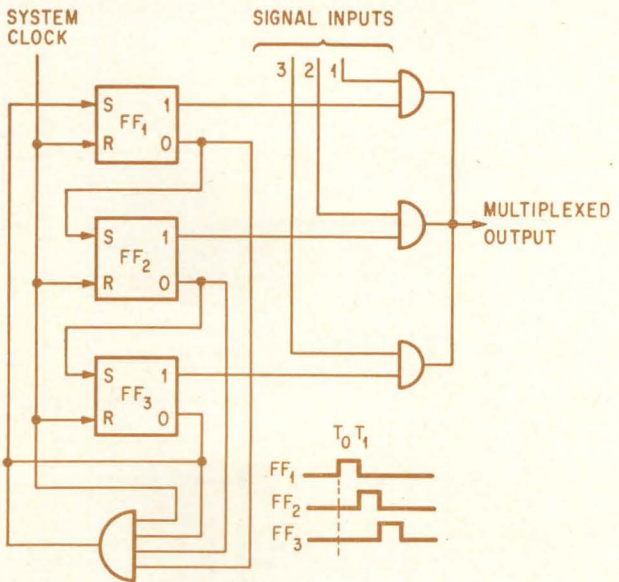 SYSTEM
CLOCK
SIGNAL INPUTS
3 2 1
S 1
FF1
R 0
S 1
FF2
R 0
S 1
FF3
R 0
MULTIPLEXED
OUTPUT
T0 T1
FF1
FF2
FF3